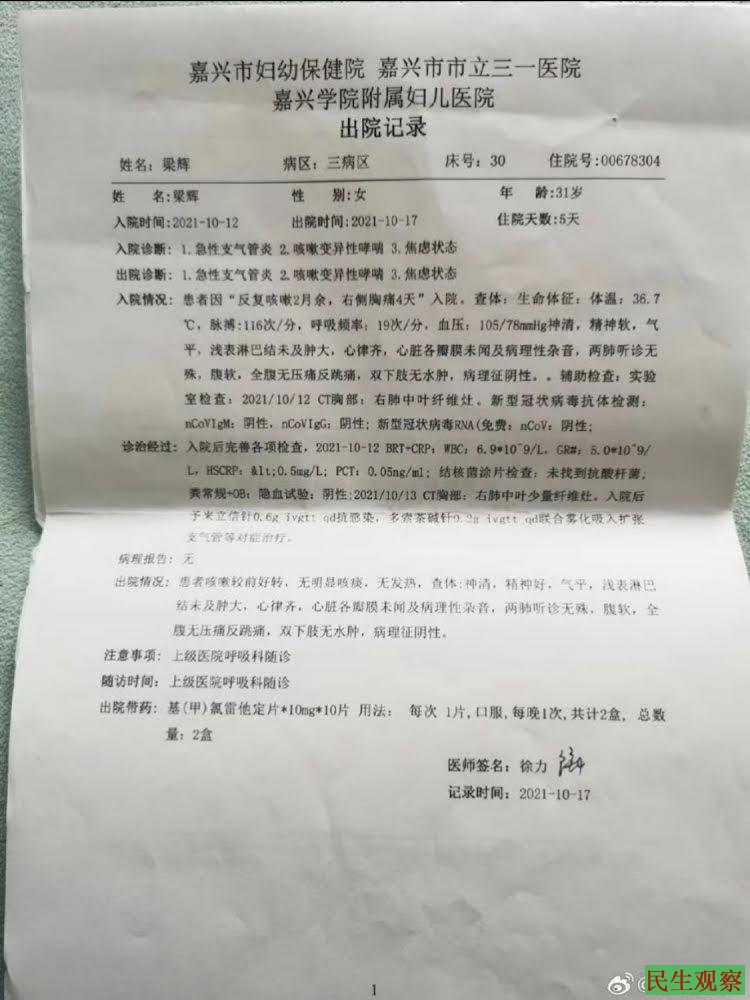 嘉兴市妇幼保健院 嘉兴市市立三一医院
嘉兴学院附属妇儿医院
出院记录
姓名：梁辉 病区：三病区 床号：30 住院号:00678304
姓 名:梁辉 性 别:女 年 龄:31岁
入院时间:2021-10-12 出院时间:2021-10-17 住院天数:5天
入院诊断：1.急性支气管炎 2.咳嗽变异性哮喘 3.焦虑状态
出院诊断：1.急性支气管炎 2.咳嗽变异性哮喘 3.焦虑状态
入院情况：患者因“反复咳嗽2月余，右侧胸痛4天”入院。查体：生命体征：体温：36.7
℃，脉搏:116次/分，呼吸频率：19次/分，血压：105/78mmHg神清，精神软，气
平，浅表淋巴结未及肿大，心律齐，心脏各瓣膜未闻及病理性杂音，两肺听诊无
殊，腹软，全腹无压痛反跳痛，双下肢无水肿，病理征阴性。。辅助检查：实验
室检查：2021/10/12 CT胸部：右肺中叶纤维灶。新型冠状病毒抗体检测：
nCoVIgM：阴性，nCoVIgG：阴性；新型冠状病毒RNA(免费：nCoV：阴性；
诊治经过：入院后完善各项检查，2021-10-12 BRT+CRP：WBC：6.9*10^9/L，GR#：5.0*10^9/
L，HSCRP：&lt;0.5mg/L；PCT：0.05ng/ml；结核菌涂片检查：未找到抗酸杆菌；
粪常规+OB：隐血试验：阴性;2021/10/13 CT胸部：右肺中叶少量纤维灶。入院后
予来立信针0.6g ivgtt qd抗感染，多索茶碱针0.2g ivgtt qd联合雾化吸入扩张
支气管等对症治疗。
病理报告：无
出院情况：患者咳嗽较前好转，无明显咳痰，无发热，查体:神清，精神好，气平，浅表淋巴
结未及肿大，心律齐，心脏各瓣膜未闻及病理性杂音，两肺听诊无殊，腹软，全
腹无压痛反跳痛，双下肢无水肿，病理征阴性。
注意事项：上级医院呼吸科随诊
随访时间：上级医院呼吸科随诊
出院带药：基(甲)氯雷他定片*10mg*10片 用法： 每次 1片,口服,每晚1次,共计2盒, 总数
量：2盒
医师签名：徐力
记录时间：2021-10-17
1
民生观察